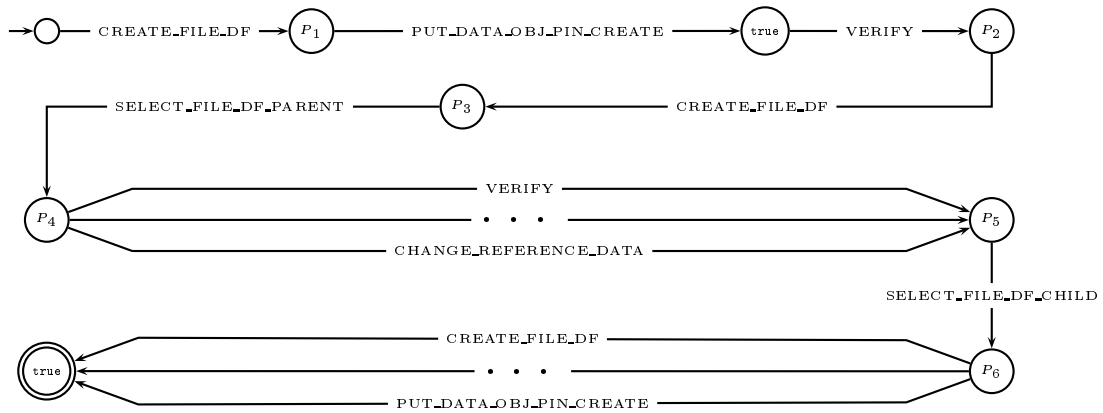 CREATE_FILE_DF P1 PUT_DATA_OBJ_PIN_CREATE true VERIFY P2
SELECT_FILE_DF_PARENT P3 CREATE_FILE_DF
VERIFY
P4 . . . P5
CHANGE_REFERENCE_DATA
SELECT_FILE_DF_CHILD
CREATE_FILE_DF
true . . . P6
PUT_DATA_OBJ_PIN_CREATE